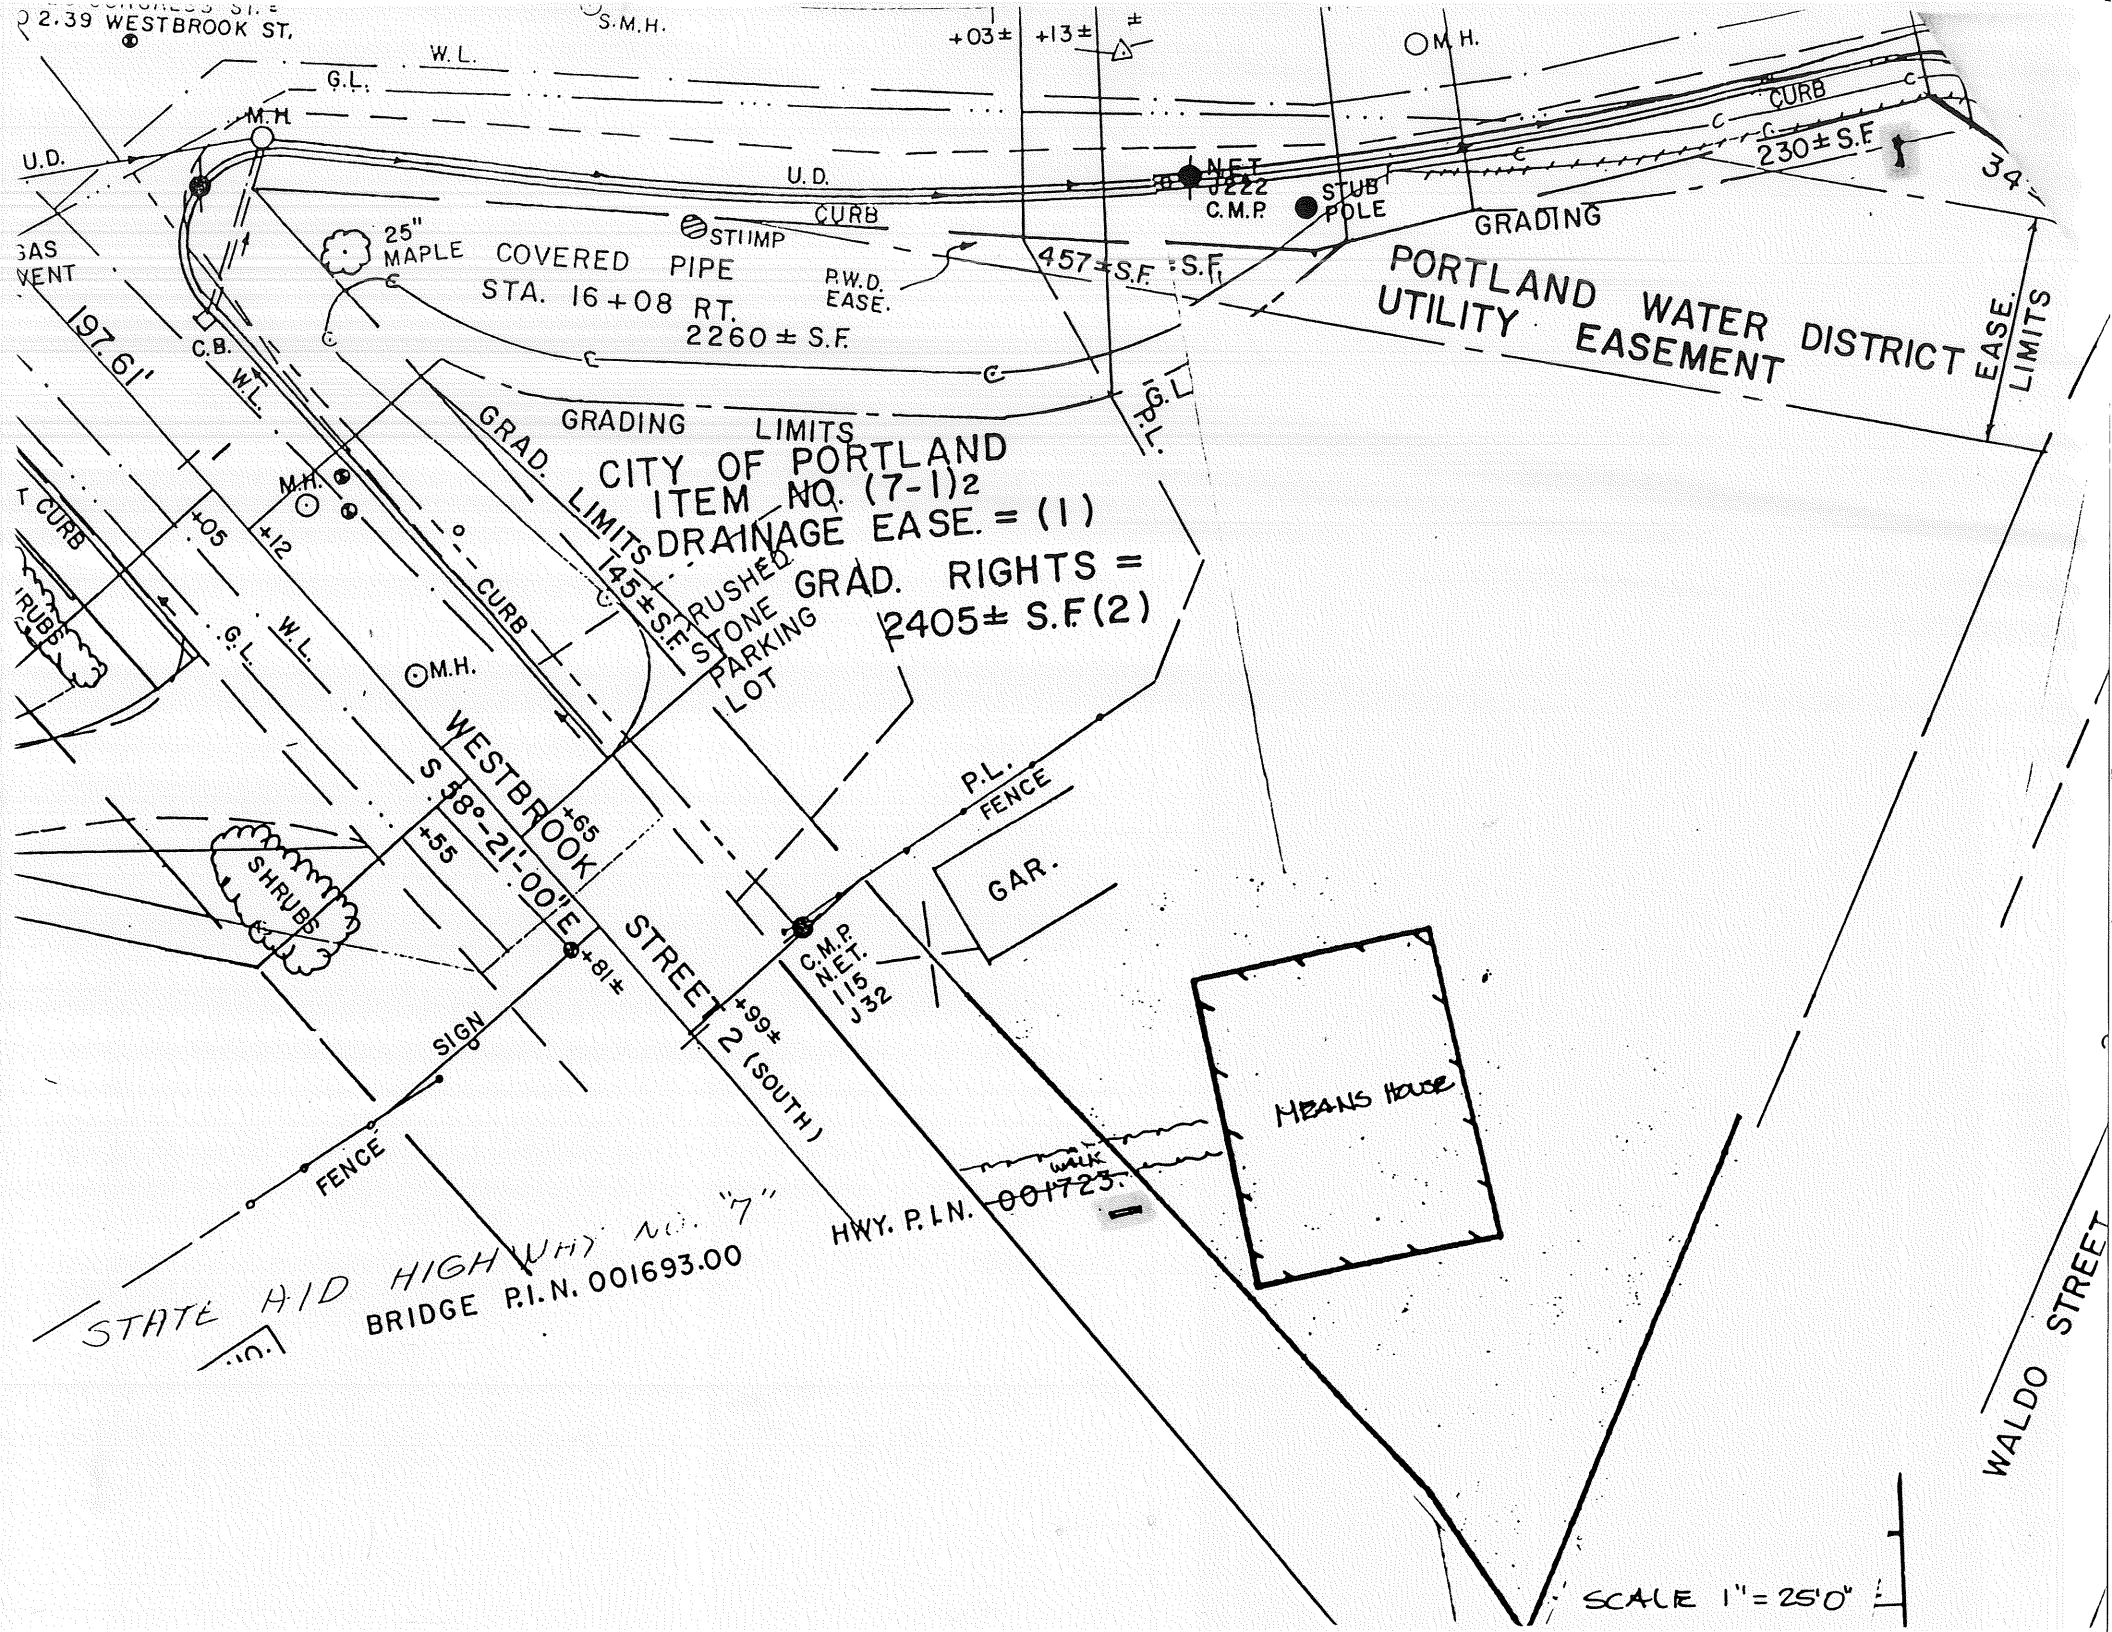 2.39 WESTBROOK ST.
S.M.H.
+03±
+13±
±
M.H.
W.L.
G.L.
M.H.
U.D.
U.D.
CURB
CURB
C
C
C
230± S.F.
34
N.E.T.
J222
C.M.P.
STUB
POLE
GRADING
25"
MAPLE
STUMP
COVERED PIPE
STA. 16+08 RT.
2260± S.F.
P.W.D.
EASE.
457±S.F.
±S.F.
PORTLAND WATER DISTRICT
UTILITY EASEMENT
EASE.
LIMITS
197.61'
C.B.
W.L.
C
C
C
C
G.L.
P.L.
GRADING LIMITS
GRAD. LIMITS
145± S.F.
CITY OF PORTLAND
ITEM NO. (7-1)2
DRAINAGE EASE. = (1)
GRAD. RIGHTS =
2405± S.F.(2)
STONE
PARKING
LOT
M.H.
+05
+12
CURB
CURB
G.L.
W.L.
M.H.
WESTBROOK STREET 2 (SOUTH)
S 58°-21'-00"E
+65
+55
+81±
+99±
SHRUBS
P.L.
FENCE
GAR.
C.M.P.
N.E.T.
115
J32
SIGN
FENCE
MEANS HOUSE
WALK
HWY. P.I.N. 001723.
STATE AID HIGHWAY NO. "7"
BRIDGE P.I.N. 001693.00
WALDO STREET
SCALE 1" = 25'0"